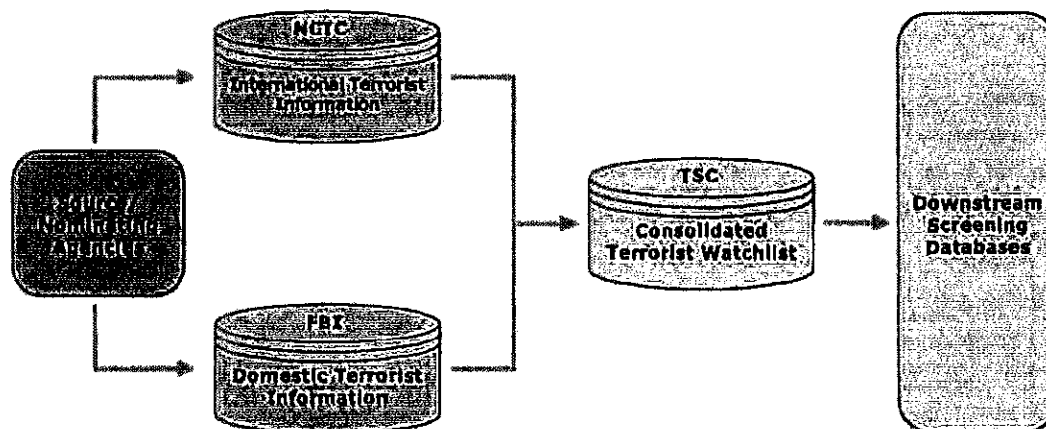 NCTC
International Terrorist
Information
Source/
Nominating
Agencies
TSC
Consolidated
Terrorist Watchlist
Downstream
Screening
Databases
FBI
Domestic Terrorist
Information